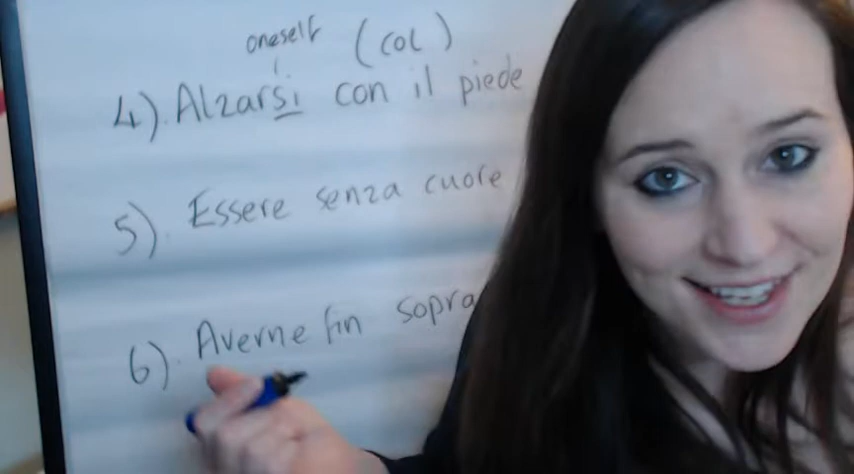 oneself (col)
4). Alzarsi con il piede
5). Essere senza cuore
6). Averne fin sopra